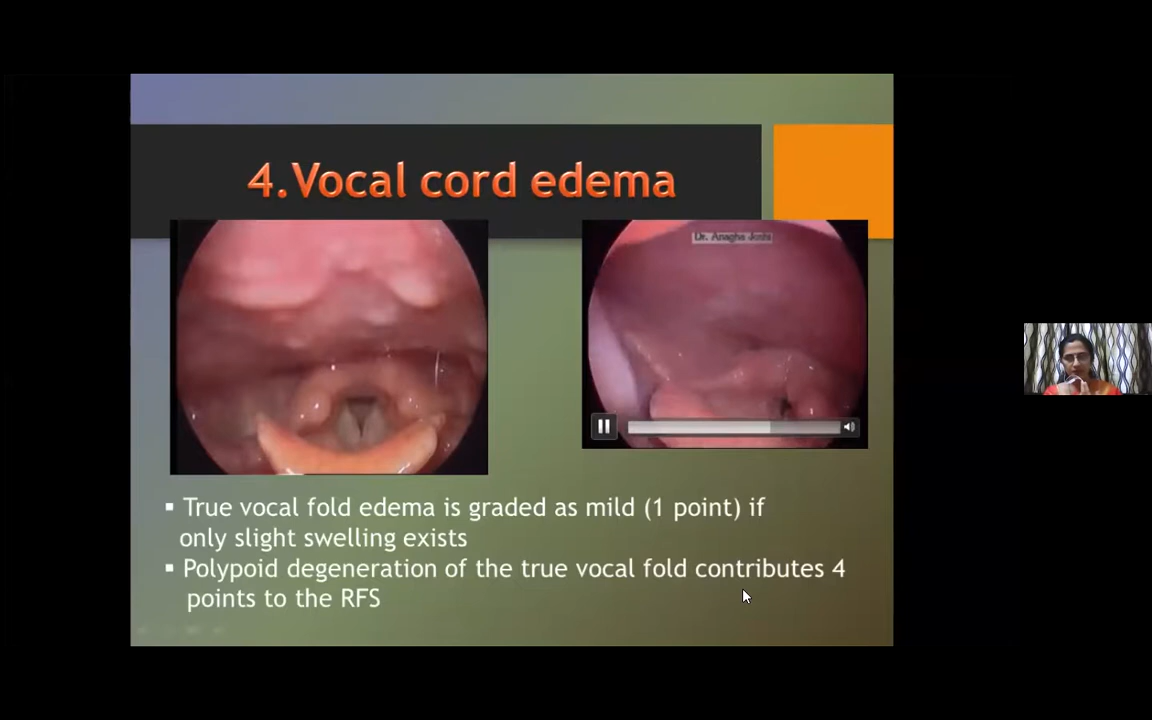 4.Vocal cord edema
Dr. Anagha Joshi
▪ True vocal fold edema is graded as mild (1 point) if
only slight swelling exists
▪ Polypoid degeneration of the true vocal fold contributes 4
points to the RFS